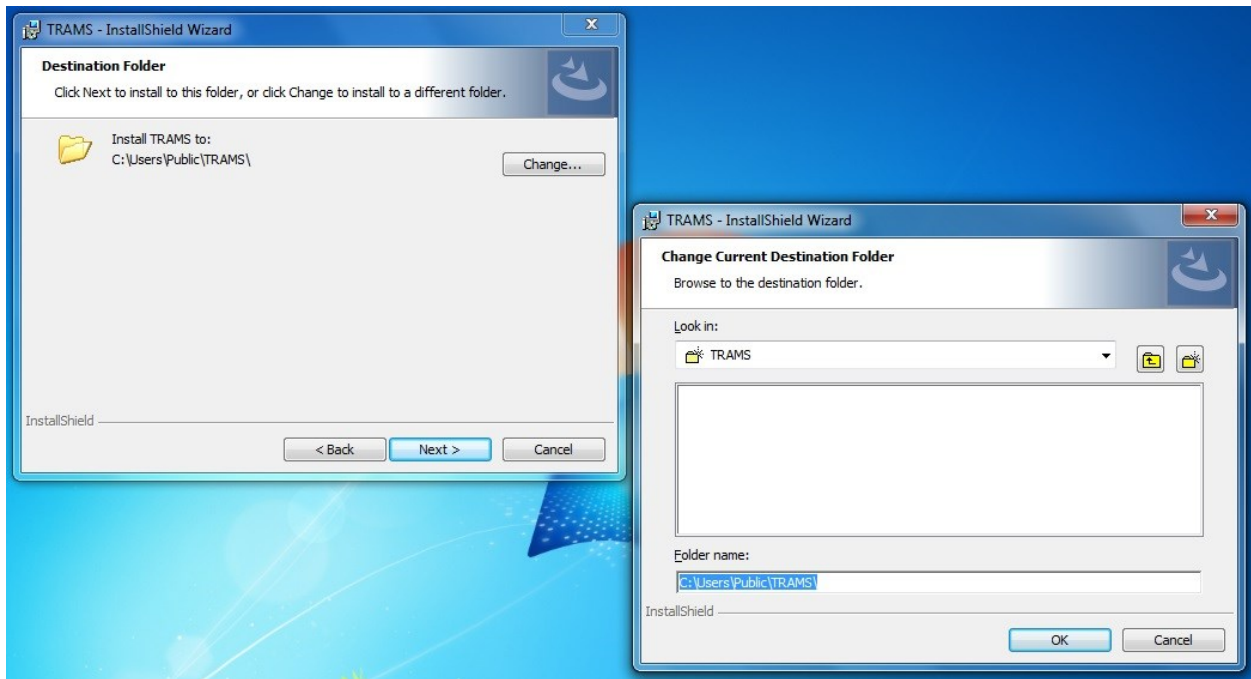 TRAMS - InstallShield Wizard
Destination Folder
Click Next to install to this folder, or click Change to install to a different folder.
Install TRAMS to:
C:\Users\Public\TRAMS\
Change...
InstallShield
< Back
Next >
Cancel
TRAMS - InstallShield Wizard
Change Current Destination Folder
Browse to the destination folder.
Look in:
TRAMS
Folder name:
C:\Users\Public\TRAMS\
InstallShield
OK
Cancel